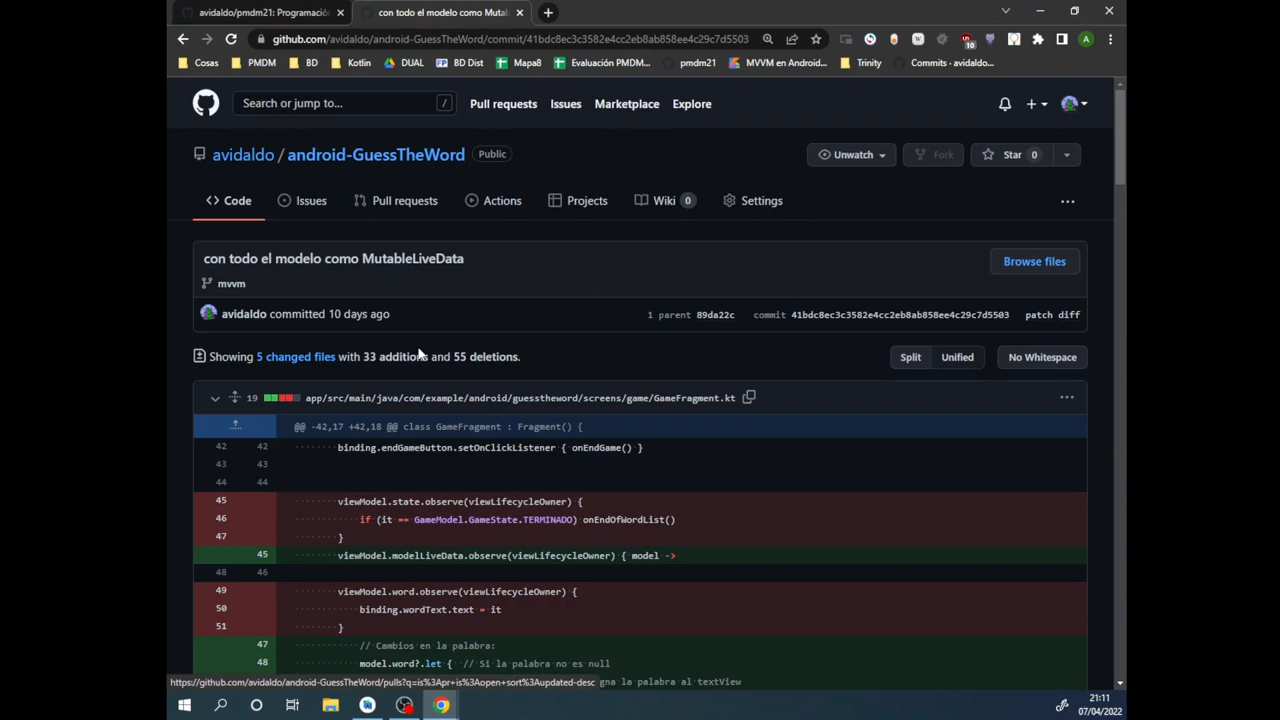 avidaldo/pmdm21: Programació
con todo el modelo como Mutabl
github.com/avidaldo/android-GuessTheWord/commit/41bdc8ec3c3582e4cc2eb8ab858ee4c29c7d5503
10
A
Cosas PMDM BD Kotlin DUAL BD Dist Mapa8 Evaluación PMDM... pmdm21 MVVM en Android... Trinity Commits · avidaldo...
Search or jump to... / Pull requests Issues Marketplace Explore
avidaldo / android-GuessTheWord Public Unwatch Fork Star 0
Code Issues Pull requests Actions Projects Wiki 0 Settings
con todo el modelo como MutableLiveData
Browse files
mvvm
avidaldo committed 10 days ago 1 parent 89da22c commit 41bdc8ec3c3582e4cc2eb8ab858ee4c29c7d5503 patch diff
Showing 5 changed files with 33 additions and 55 deletions. Split Unified No Whitespace
19 app/src/main/java/com/example/android/guesstheword/screens/game/GameFragment.kt
@@ -42,17 +42,18 @@ class GameFragment : Fragment() {
42 42 binding.endGameButton.setOnClickListener { onEndGame() }
43 43
44 44
45 viewModel.state.observe(viewLifecycleOwner) {
46 if (it == GameModel.GameState.TERMINADO) onEndOfWordList()
47 }
45 viewModel.modelLiveData.observe(viewLifecycleOwner) { model ->
48 46
49 viewModel.word.observe(viewLifecycleOwner) {
50 binding.wordText.text = it
51 }
47 // Cambios en la palabra:
48 model.word?.let { // Si la palabra no es null
https://github.com/avidaldo/android-GuessTheWord/pulls?q=is%3Apr+is%3Aopen+sort%3Aupdated-desc
gna la palabra al textView
21:11
07/04/2022